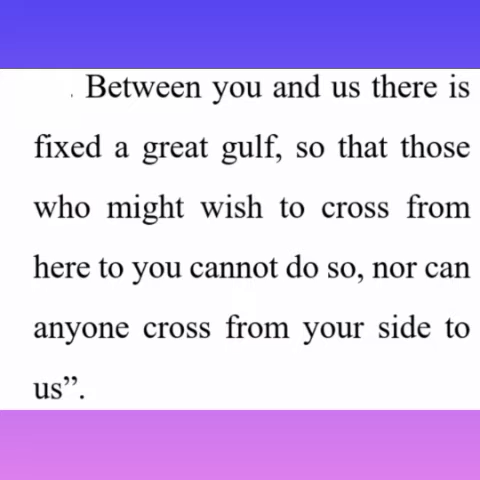 . Between you and us there is
fixed a great gulf, so that those
who might wish to cross from
here to you cannot do so, nor can
anyone cross from your side to
us”.